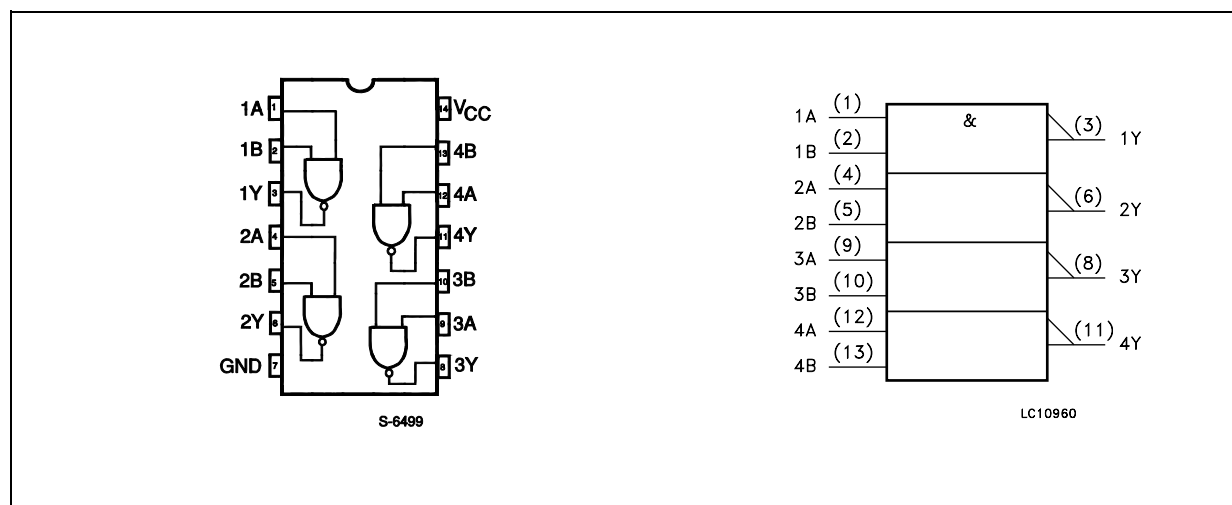 1A 1 14 VCC
1B 2 13 4B
1Y 3 12 4A
2A 4 11 4Y
2B 5 10 3B
2Y 6 9 3A
GND 7 8 3Y
S-6499
1A (1)
1B (2)
2A (4)
2B (5)
3A (9)
3B (10)
4A (12)
4B (13)
&
(3) 1Y
(6) 2Y
(8) 3Y
(11) 4Y
LC10960